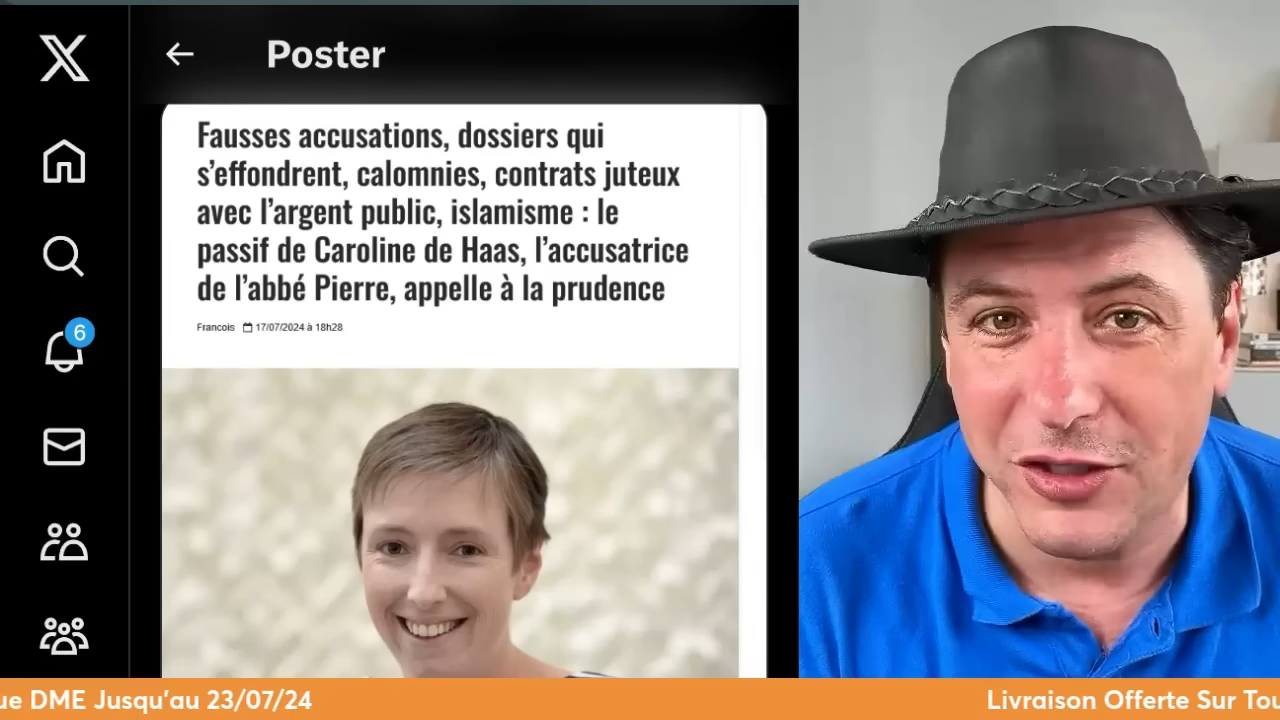 Poster
Fausses accusations, dossiers qui
s'effondrent, calomnies, contrats juteux
avec l'argent public, islamisme : le
passif de Caroline de Haas, l'accusatrice
de l'abbé Pierre, appelle à la prudence
Francois 17/07/2024 à 18h28
6
ue DME Jusqu'au 23/07/24
Livraison Offerte Sur Tou